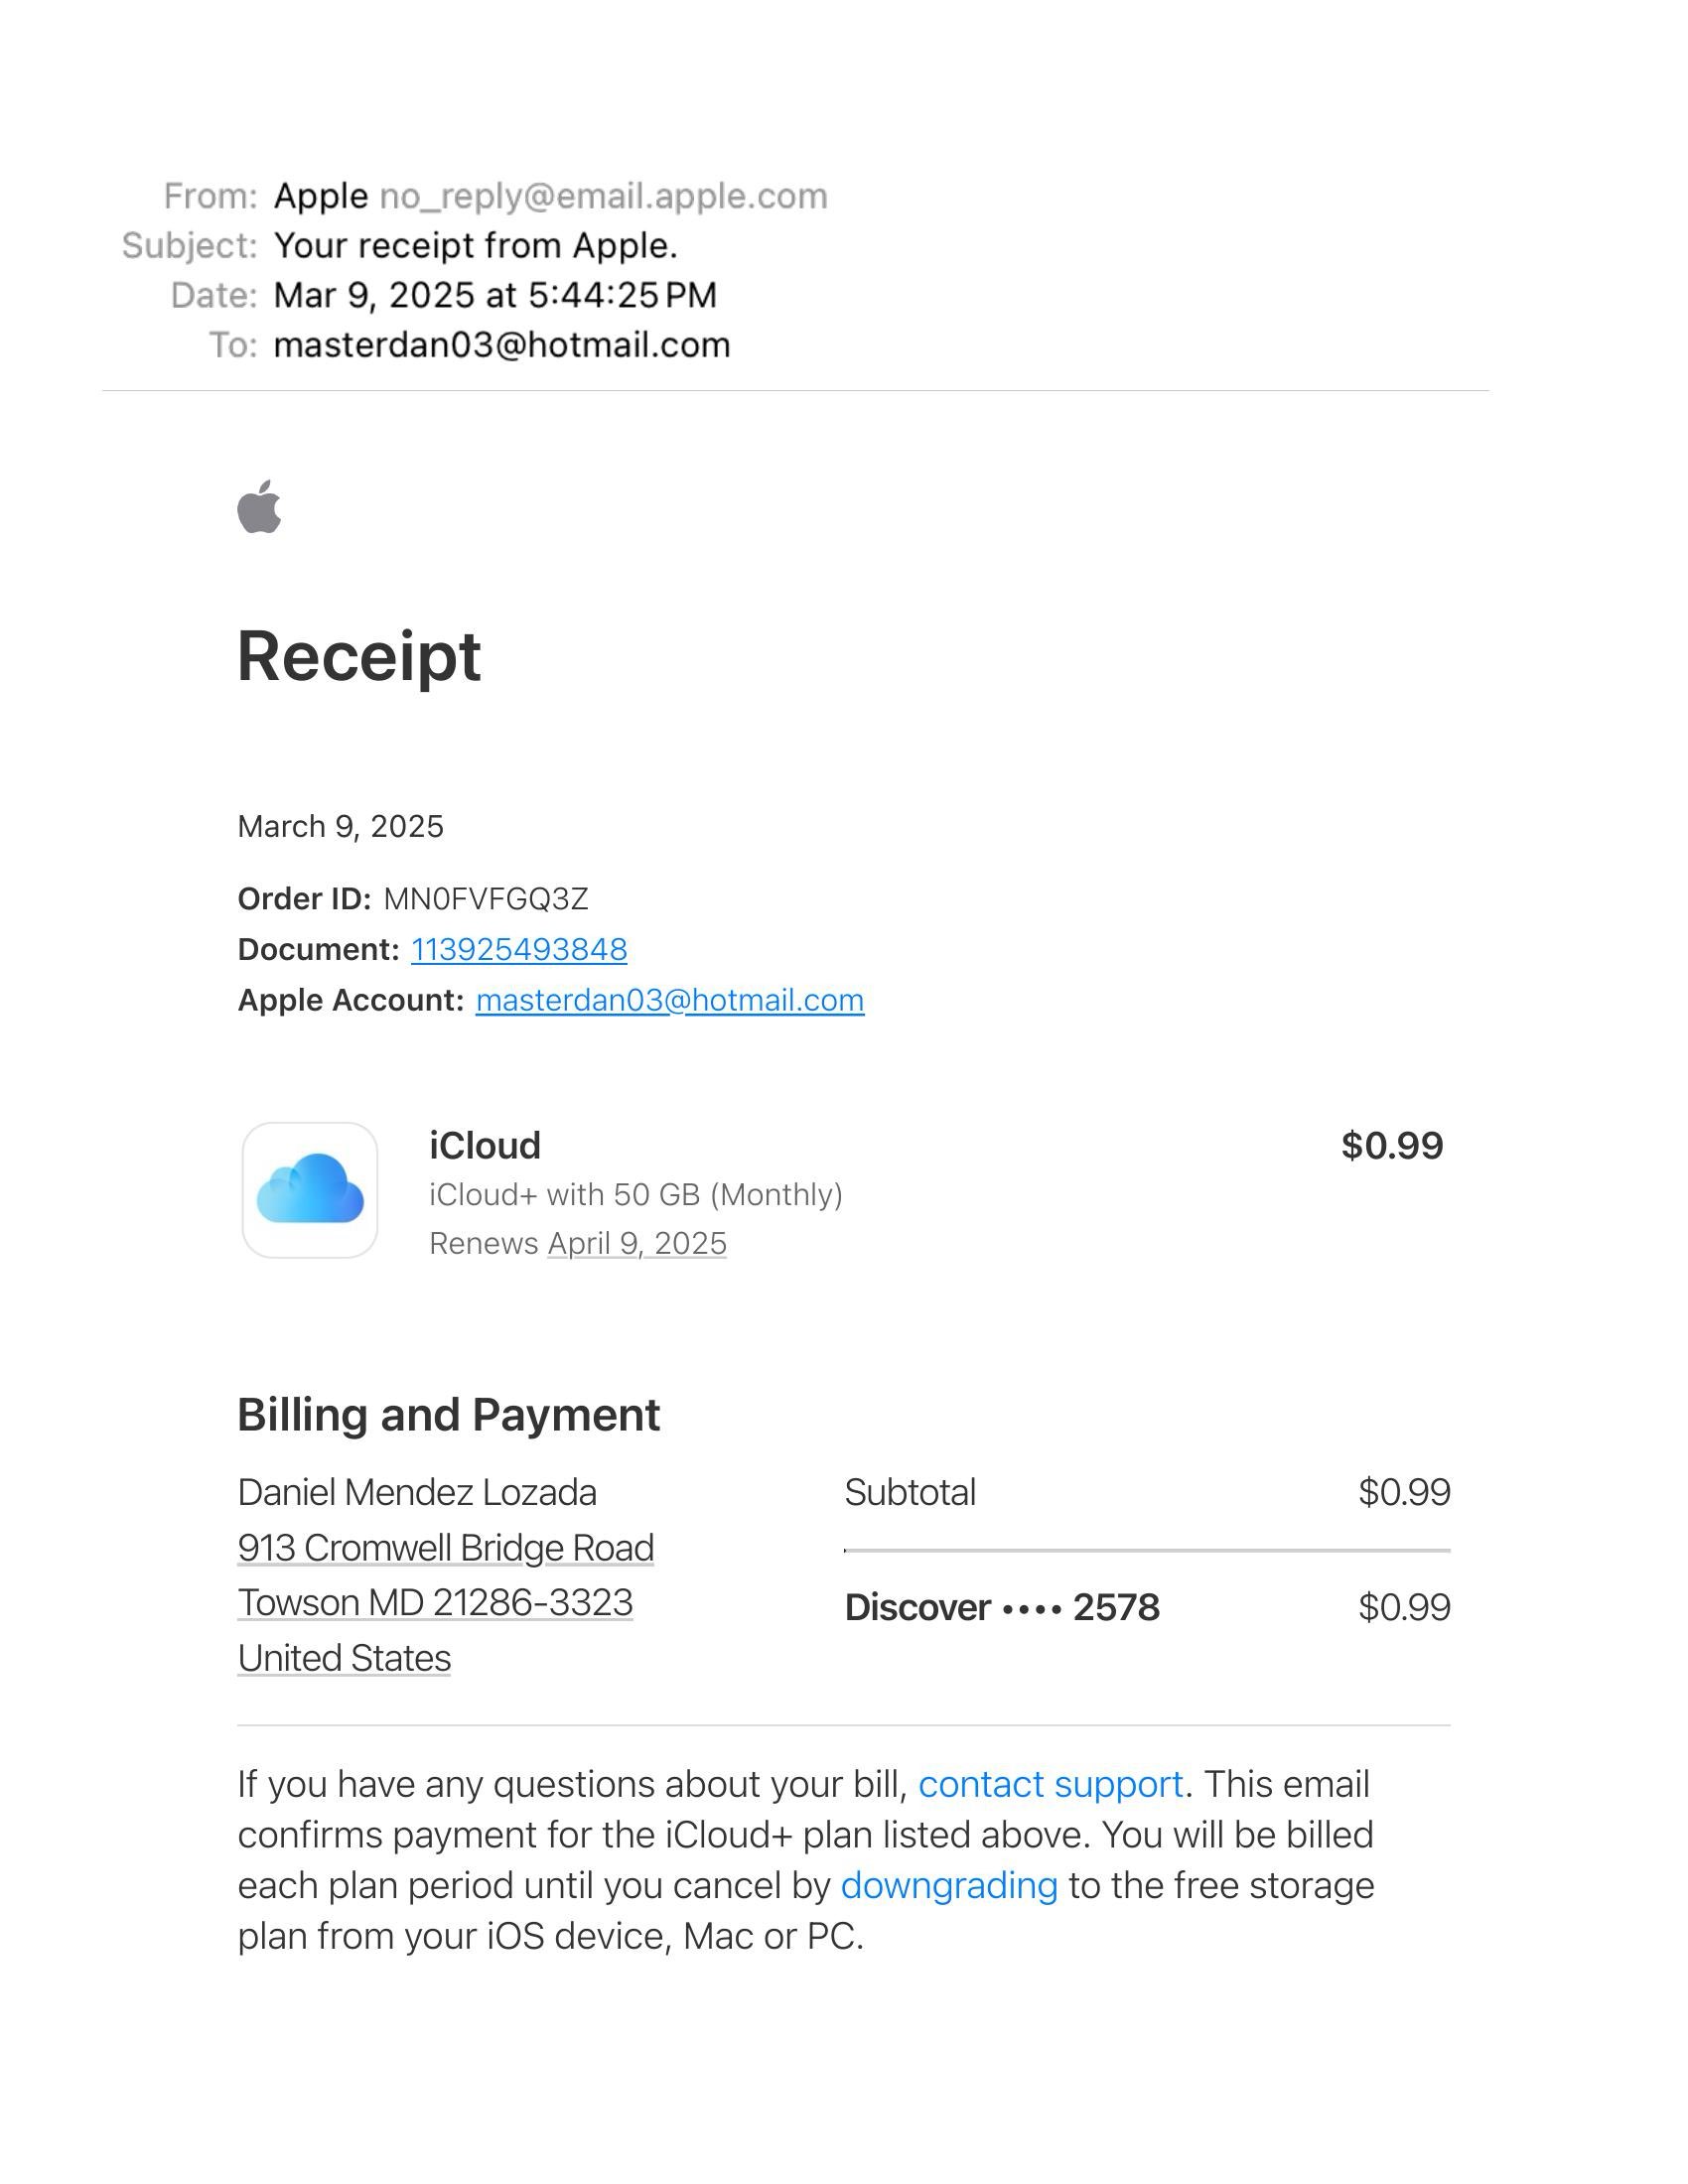 From: Apple no_reply@email.apple.com
Subject: Your receipt from Apple.
Date: Mar 9, 2025 at 5:44:25 PM
To: masterdan03@hotmail.com
Receipt
March 9, 2025
Order ID: MN0FVFGQ3Z
Document: 113925493848
Apple Account: masterdan03@hotmail.com
iCloud $0.99
iCloud+ with 50 GB (Monthly)
Renews April 9, 2025
Billing and Payment
Daniel Mendez Lozada
913 Cromwell Bridge Road
Towson MD 21286-3323
United States
Subtotal $0.99
Discover •••• 2578 $0.99
If you have any questions about your bill, contact support. This email
confirms payment for the iCloud+ plan listed above. You will be billed
each plan period until you cancel by downgrading to the free storage
plan from your iOS device, Mac or PC.